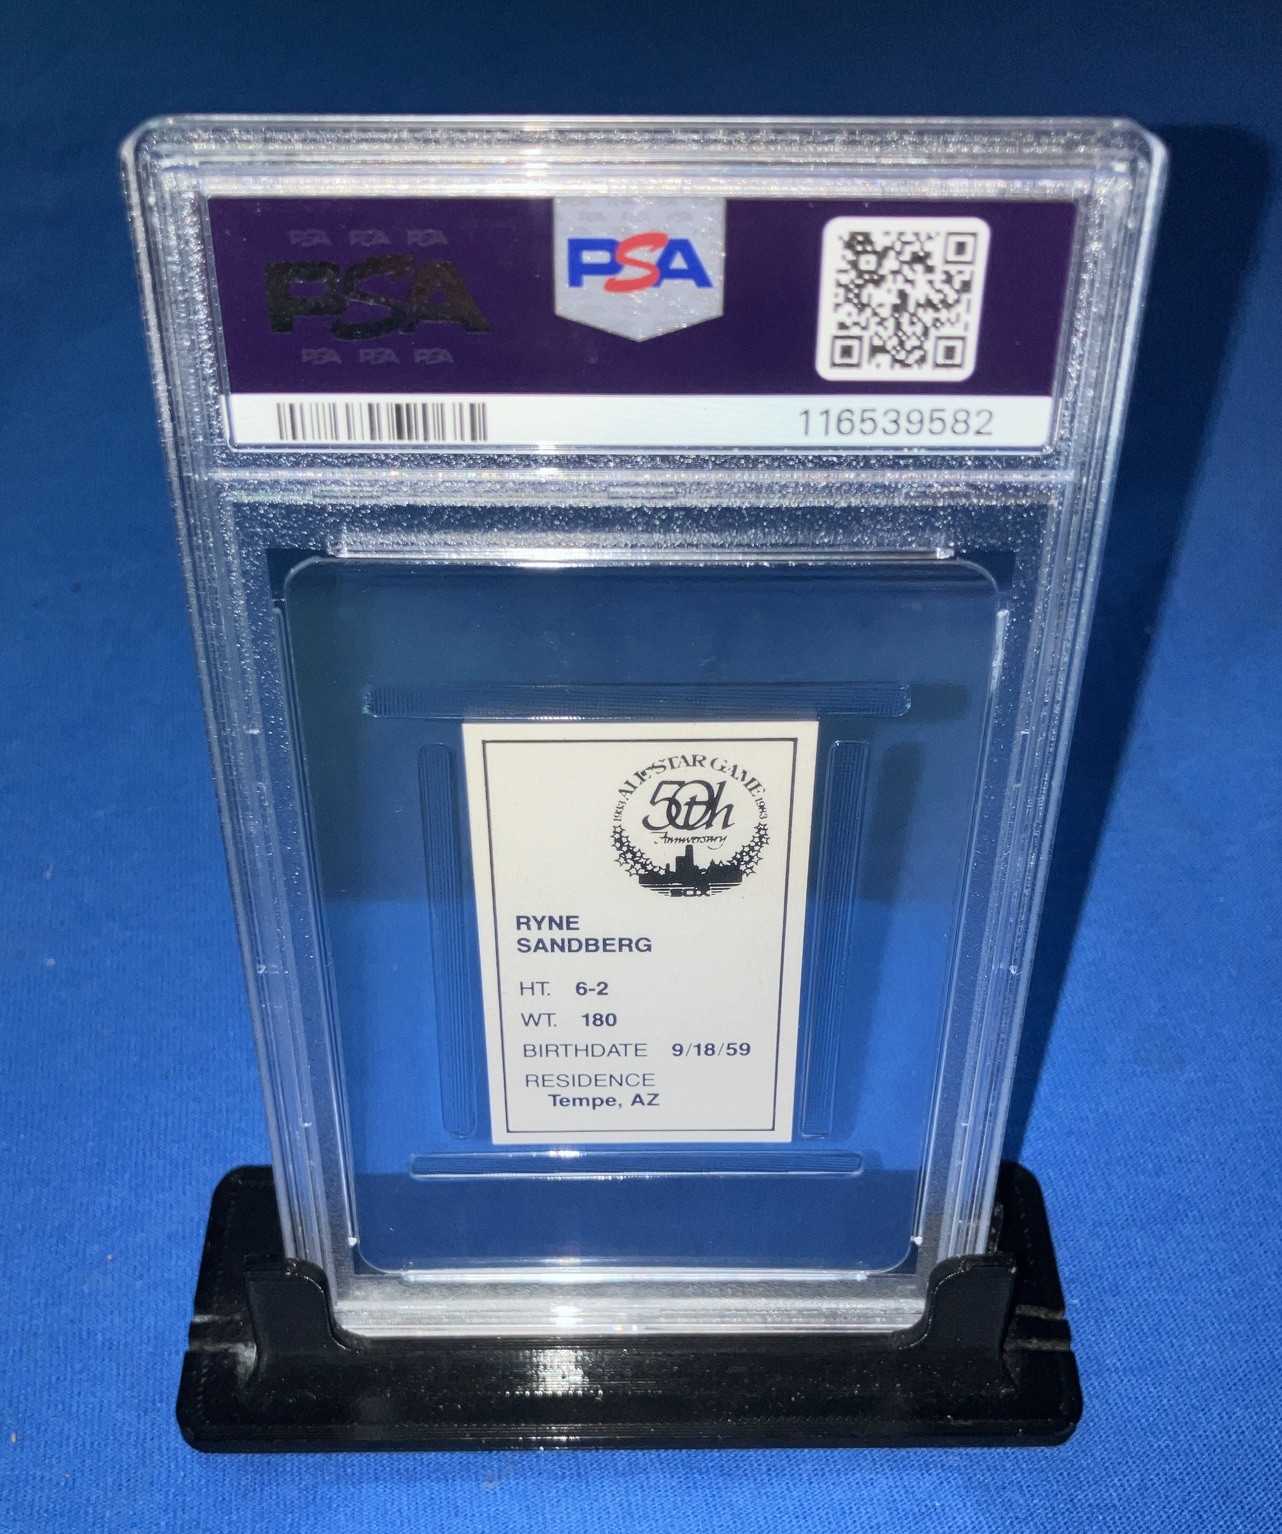 PSA PSA PSA
PSA
PSA PSA PSA
PSA
116539582
ALL-STAR GAME
1933 1983
50th
Anniversary
SOX
RYNE
SANDBERG
HT. 6-2
WT. 180
BIRTHDATE 9/18/59
RESIDENCE
Tempe, AZ